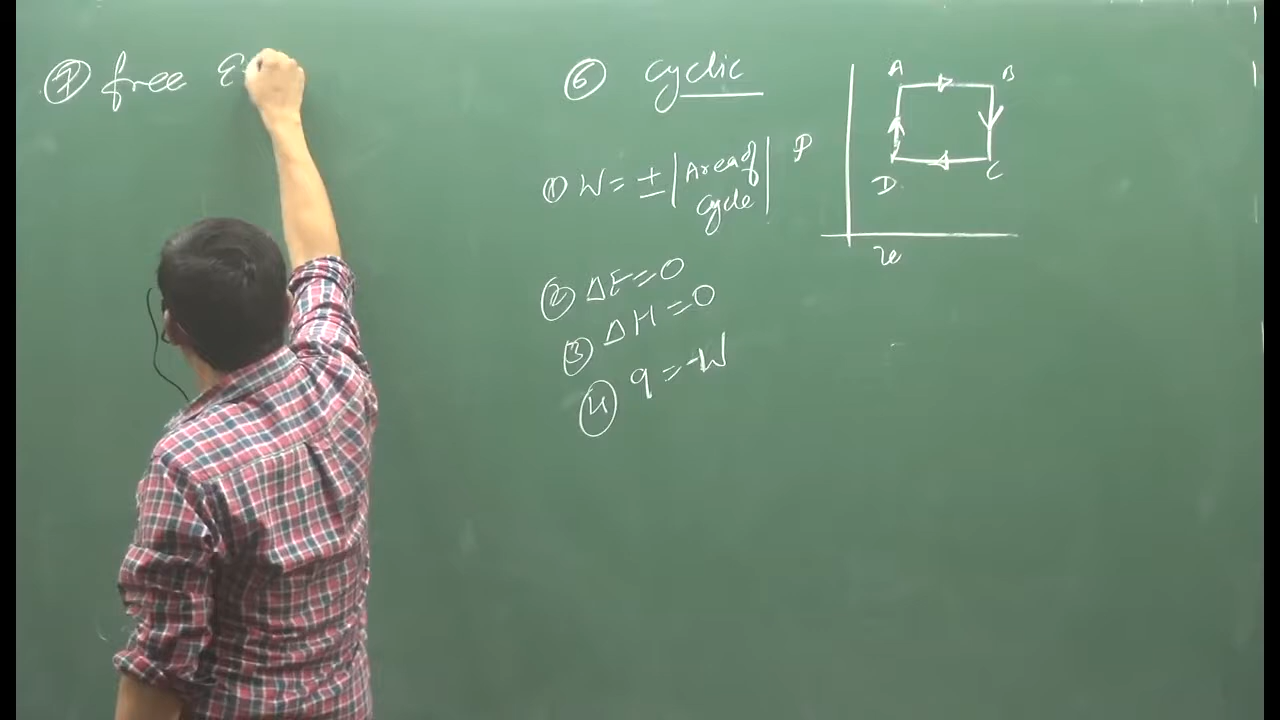 ⑦ free E
⑥ cyclic
① W = ± |Area of cycle|
② ΔE = 0
③ ΔH = 0
④ q = -W
P
A B
D C
v